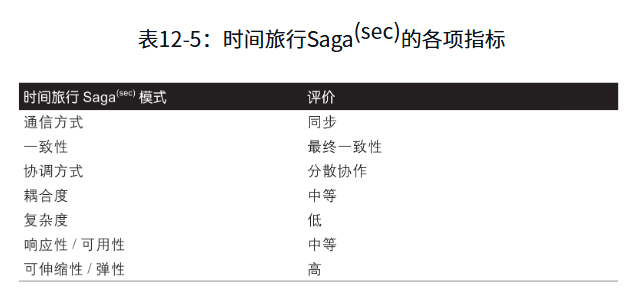 表12-5：时间旅行Saga(sec)的各项指标
时间旅行 Saga(sec) 模式 评价
通信方式 同步
一致性 最终一致性
协调方式 分散协作
耦合度 中等
复杂度 低
响应性 / 可用性 中等
可伸缩性 / 弹性 高